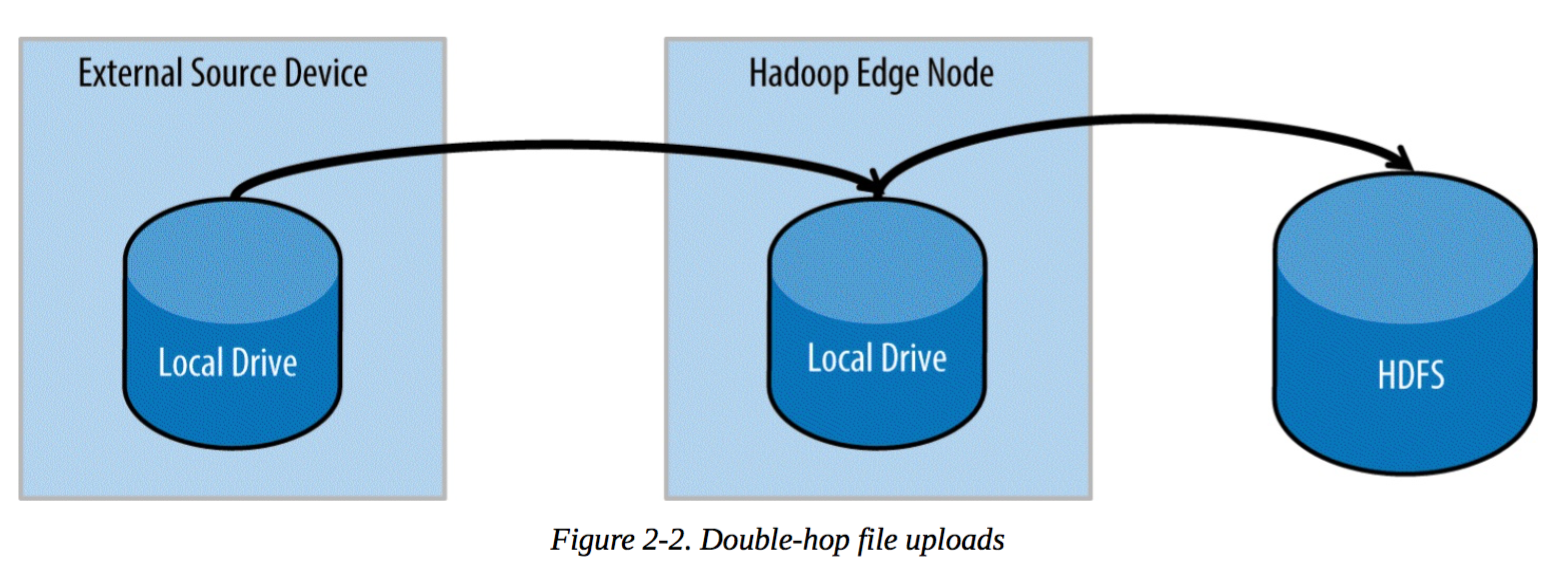 External Source Device
Hadoop Edge Node
Local Drive
Local Drive
HDFS
Figure 2-2. Double-hop file uploads